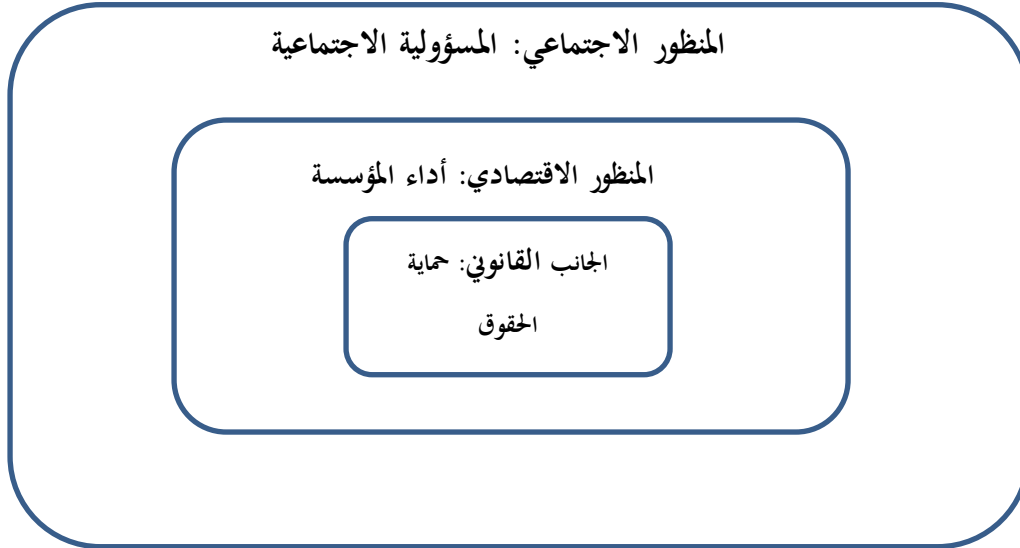 المنظور الاجتماعي: المسؤولية الاجتماعية
المنظور الاقتصادي: أداء المؤسسة
الجانب القانوني: حماية
الحقوق